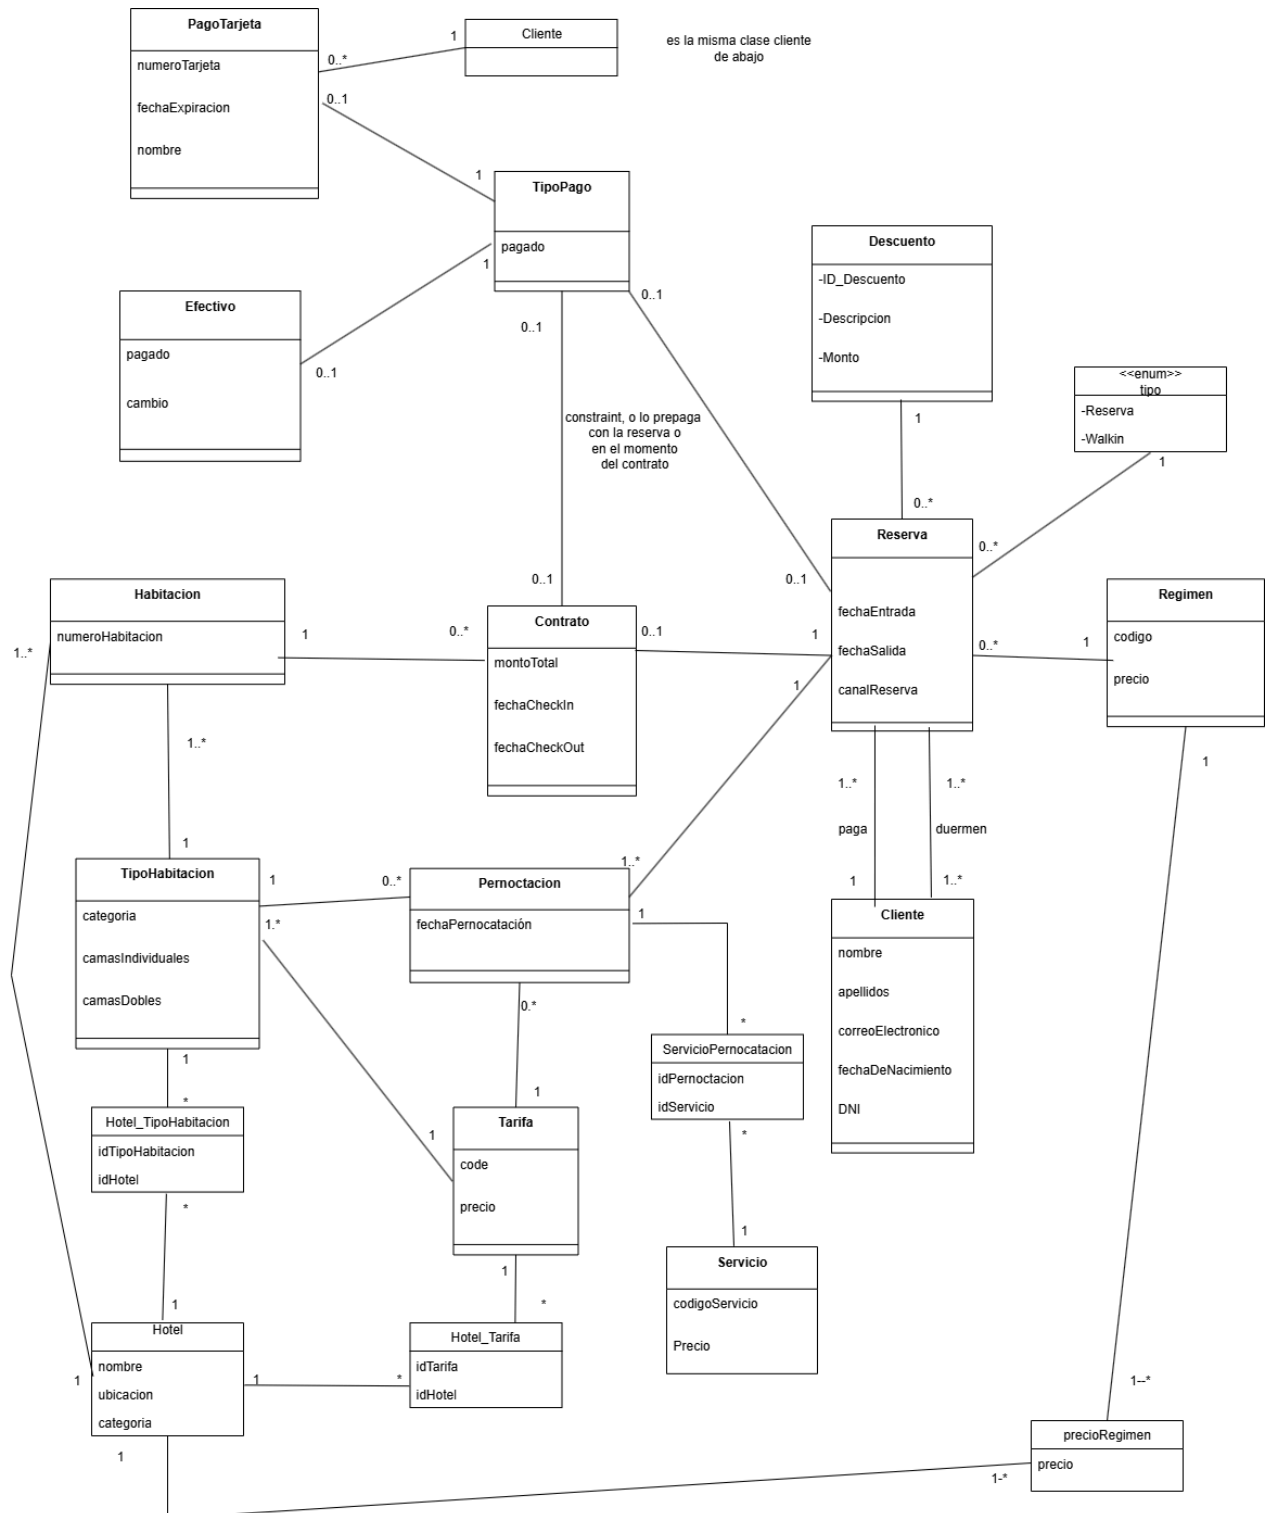 PagoTarjeta
numeroTarjeta
fechaExpiracion
nombre
Cliente
1
0..*
es la misma clase cliente
de abajo
0..1
1
TipoPago
pagado
1
Efectivo
pagado
cambio
0..1
0..1
0..1
Descuento
-ID_Descuento
-Descripcion
-Monto
<<enum>>
tipo
-Reserva
-Walkin
1
1
constraint, o lo prepaga
con la reserva o
en el momento
del contrato
0..*
0..*
Reserva
fechaEntrada
fechaSalida
canalReserva
0..1
0..1
Habitacion
numeroHabitacion
1..*
1
0..*
Contrato
montoTotal
fechaCheckIn
fechaCheckOut
0..1
1
1
0..*
1
Regimen
codigo
precio
1
1..*
1..*
1..*
paga
duermen
1
1..*
1
TipoHabitacion
categoria
camasIndividuales
camasDobles
1
0..*
1.*
Pernoctacion
fechaPernocatación
1..*
1
Cliente
nombre
apellidos
correoElectronico
fechaDeNacimiento
DNI
0.*
*
ServicioPernocatacion
idPernoctacion
idServicio
*
1
*
Hotel_TipoHabitacion
idTipoHabitacion
idHotel
*
1
1
1
Tarifa
code
precio
1
*
1
Servicio
codigoServicio
Precio
Hotel
nombre
ubicacion
categoria
1
1
*
Hotel_Tarifa
idTarifa
idHotel
1
1--*
precioRegimen
precio
1-*